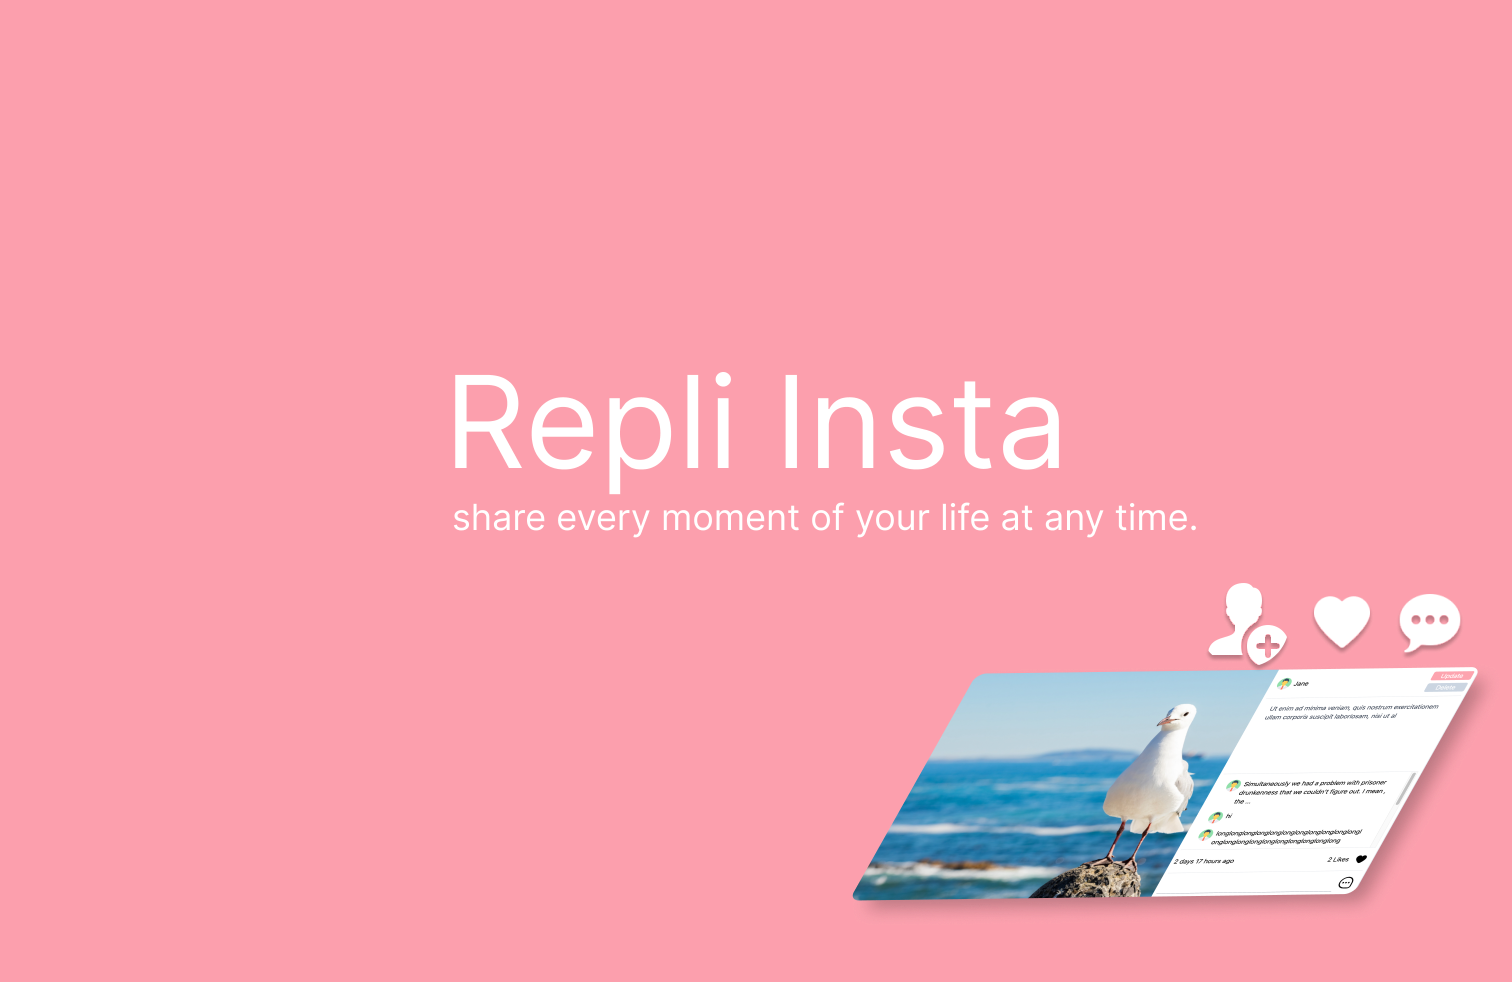 Repli Insta
share every moment of your life at any time.
Jane
Update
Delete
Ut enim ad minima veniam, quis nostrum exercitationem
ullam corporis suscipit laboriosam, nisi ut al
Simultaneously we had a problem with prisoner
drunkenness that we couldn't figure out. I mean ,
the ...
hi
longlonglonglonglonglonglonglonglonglonglongl
onglonglonglonglonglonglonglonglonglong
2 days 17 hours ago
2 Likes